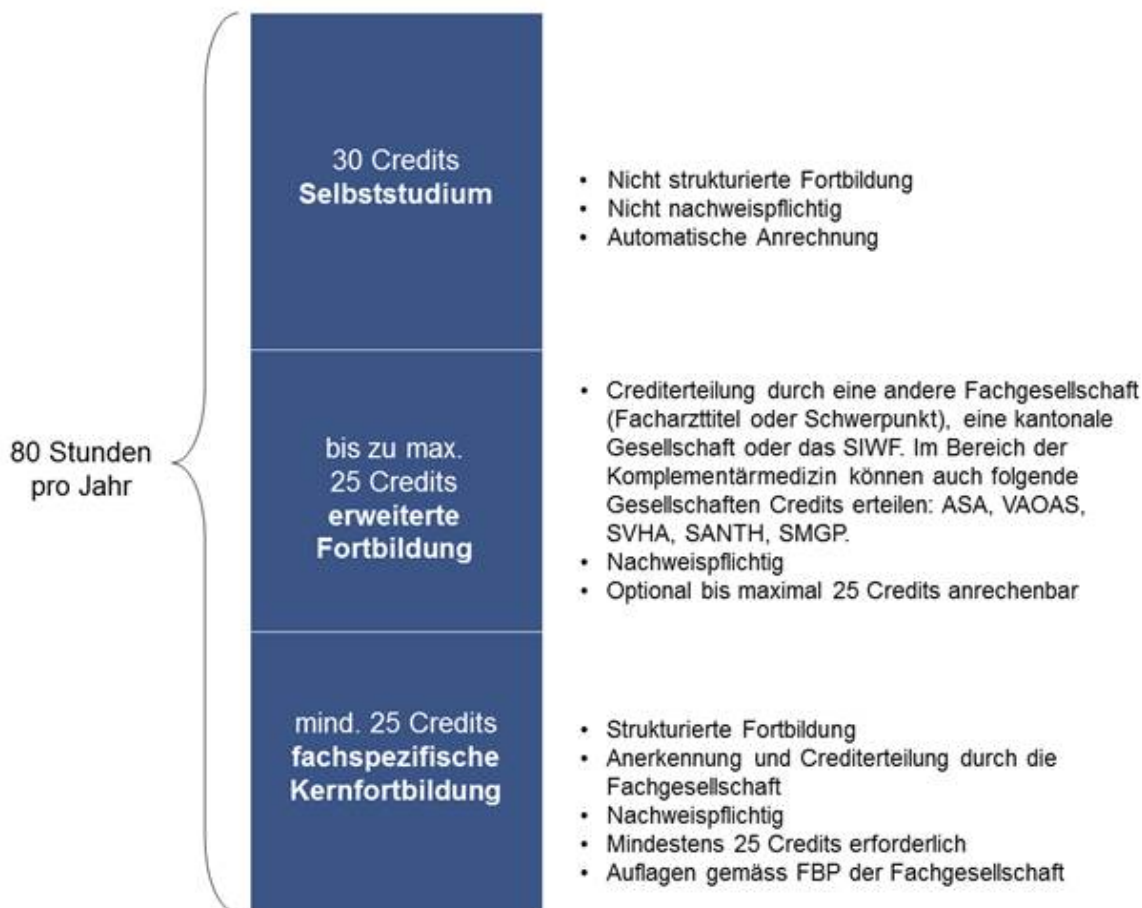 80 Stunden
pro Jahr
30 Credits
Selbststudium
• Nicht strukturierte Fortbildung
• Nicht nachweispflichtig
• Automatische Anrechnung
bis zu max.
25 Credits
erweiterte
Fortbildung
• Crediterteilung durch eine andere Fachgesellschaft
(Facharzttitel oder Schwerpunkt), eine kantonale
Gesellschaft oder das SIWF. Im Bereich der
Komplementärmedizin können auch folgende
Gesellschaften Credits erteilen: ASA, VAOAS,
SVHA, SANTH, SMGP.
• Nachweispflichtig
• Optional bis maximal 25 Credits anrechenbar
mind. 25 Credits
fachspezifische
Kernfortbildung
• Strukturierte Fortbildung
• Anerkennung und Crediterteilung durch die
Fachgesellschaft
• Nachweispflichtig
• Mindestens 25 Credits erforderlich
• Auflagen gemäss FBP der Fachgesellschaft